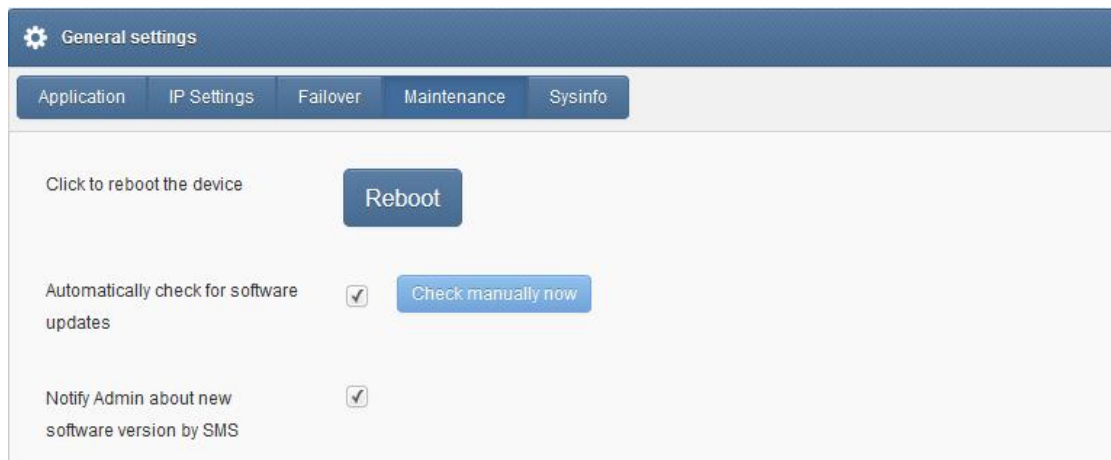 General settings
Application IP Settings Failover Maintenance Sysinfo
Click to reboot the device Reboot
Automatically check for software Check manually now
updates
Notify Admin about new
software version by SMS